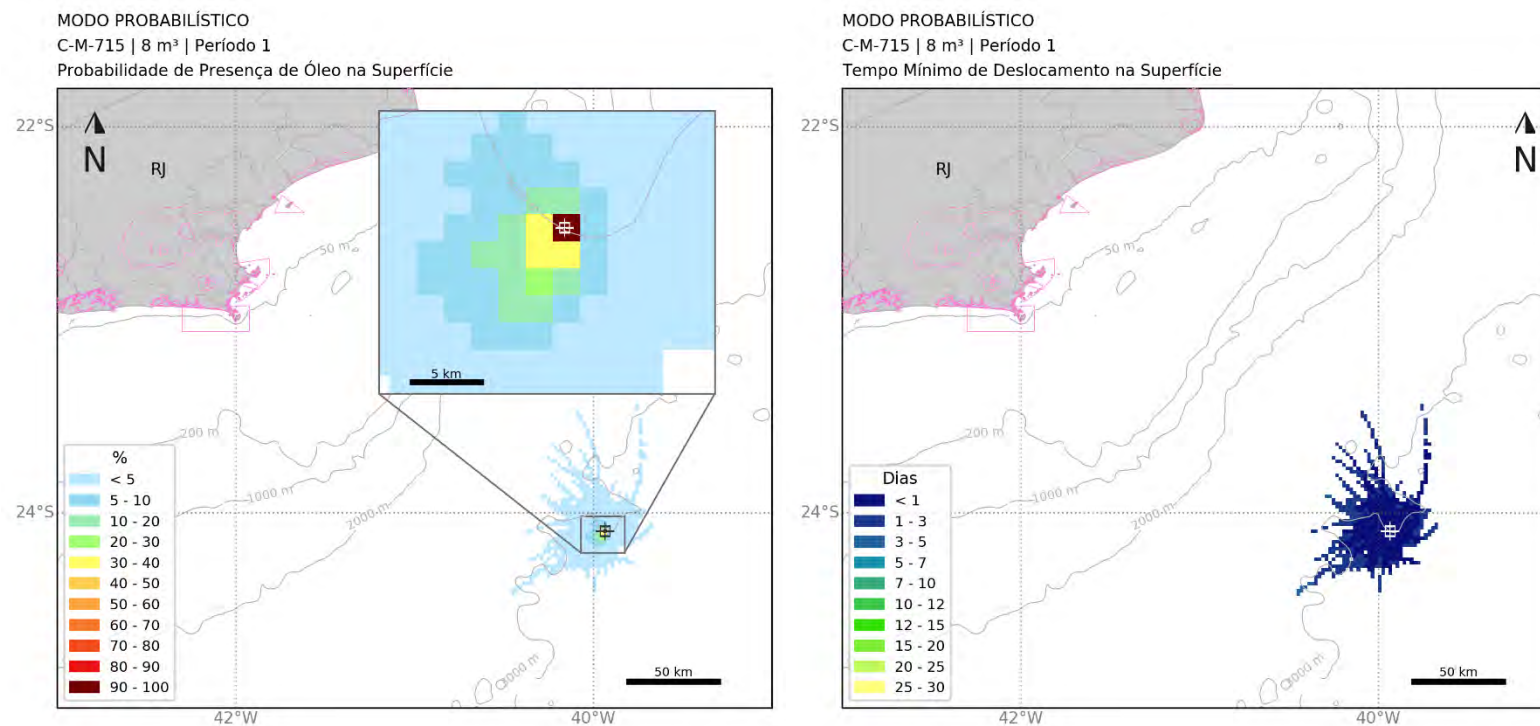 MODO PROBABILÍSTICO
C-M-715 | 8 m³ | Período 1
Probabilidade de Presença de Óleo na Superfície
22°S
N
RJ
50 m
5 km
200 m
%
< 5
5 - 10
10 - 20
20 - 30
30 - 40
40 - 50
50 - 60
60 - 70
70 - 80
80 - 90
90 - 100
1000 m
2000 m
24°S
50 km
42°W
40°W
MODO PROBABILÍSTICO
C-M-715 | 8 m³ | Período 1
Tempo Mínimo de Deslocamento na Superfície
N
RJ
50 m
200 m
Dias
< 1
1 - 3
3 - 5
5 - 7
7 - 10
10 - 12
12 - 15
15 - 20
20 - 25
25 - 30
1000 m
2000 m
24°S
50 km
42°W
40°W